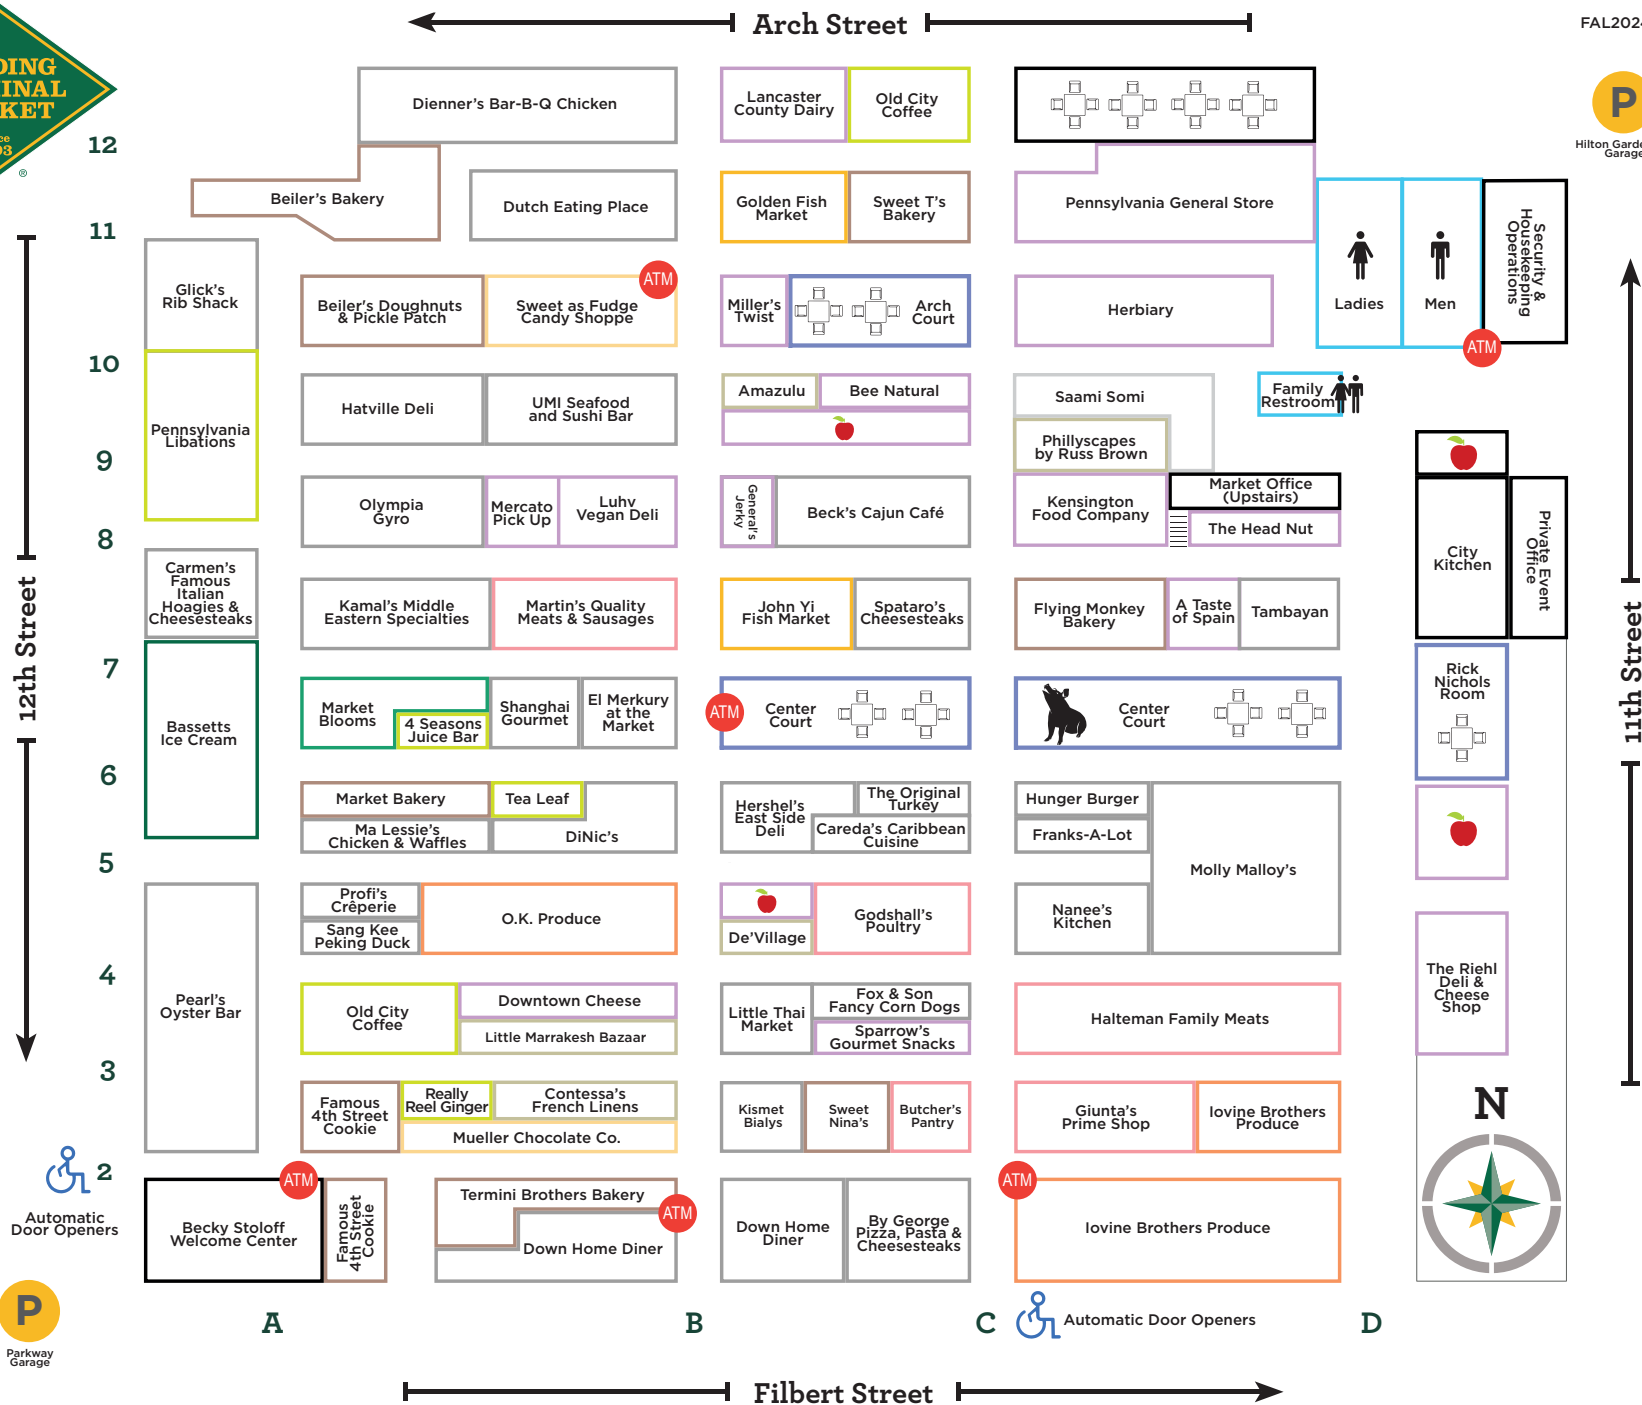 Arch Street
FAL2024
DING
INAL
KET
ce
93
®
P
Hilton Garde
Garage
12
11
10
9
8
7
6
5
4
3
2
12th Street
11th Street
Dienner's Bar-B-Q Chicken
Lancaster
County Dairy
Old City
Coffee
Beiler's Bakery
Dutch Eating Place
Golden Fish
Market
Sweet T's
Bakery
Pennsylvania General Store
Ladies
Men
Security &
Housekeeping
Operations
ATM
Glick's
Rib Shack
Beiler's Doughnuts
& Pickle Patch
Sweet as Fudge
Candy Shoppe
ATM
Miller's
Twist
Arch
Court
Herbiary
Pennsylvania
Libations
Hatville Deli
UMI Seafood
and Sushi Bar
Amazulu
Bee Natural
Saami Somi
Family
Restroom
Phillyscapes
by Russ Brown
Olympia
Gyro
Mercato
Pick Up
Luhv
Vegan Deli
General's
Jerky
Beck's Cajun Café
Kensington
Food Company
Market Office
(Upstairs)
The Head Nut
City
Kitchen
Private Event
Office
Carmen's
Famous
Italian
Hoagies &
Cheesesteaks
Kamal's Middle
Eastern Specialties
Martin's Quality
Meats & Sausages
John Yi
Fish Market
Spataro's
Cheesesteaks
Flying Monkey
Bakery
A Taste
of Spain
Tambayan
Bassetts
Ice Cream
Market
Blooms
4 Seasons
Juice Bar
Shanghai
Gourmet
El Merkury
at the
Market
ATM
Center
Court
Center
Court
Rick
Nichols
Room
Market Bakery
Tea Leaf
Ma Lessie's
Chicken & Waffles
DiNic's
Hershel's
East Side
Deli
The Original
Turkey
Careda's Caribbean
Cuisine
Hunger Burger
Franks-A-Lot
Molly Malloy's
Profi's
Crêperie
Sang Kee
Peking Duck
O.K. Produce
De'Village
Godshall's
Poultry
Nanee's
Kitchen
Pearl's
Oyster Bar
Old City
Coffee
Downtown Cheese
Little Marrakesh Bazaar
Little Thai
Market
Fox & Son
Fancy Corn Dogs
Sparrow's
Gourmet Snacks
Halteman Family Meats
The Riehl
Deli &
Cheese
Shop
Famous
4th Street
Cookie
Really
Reel Ginger
Contessa's
French Linens
Mueller Chocolate Co.
Kismet
Bialys
Sweet
Nina's
Butcher's
Pantry
Giunta's
Prime Shop
Iovine Brothers
Produce
N
Automatic
Door Openers
Becky Stoloff
Welcome Center
ATM
Famous
4th Street
Cookie
Termini Brothers Bakery
Down Home Diner
ATM
Down Home
Diner
By George
Pizza, Pasta &
Cheesesteaks
ATM
Iovine Brothers Produce
P
Parkway
Garage
A
B
C
Automatic Door Openers
D
Filbert Street